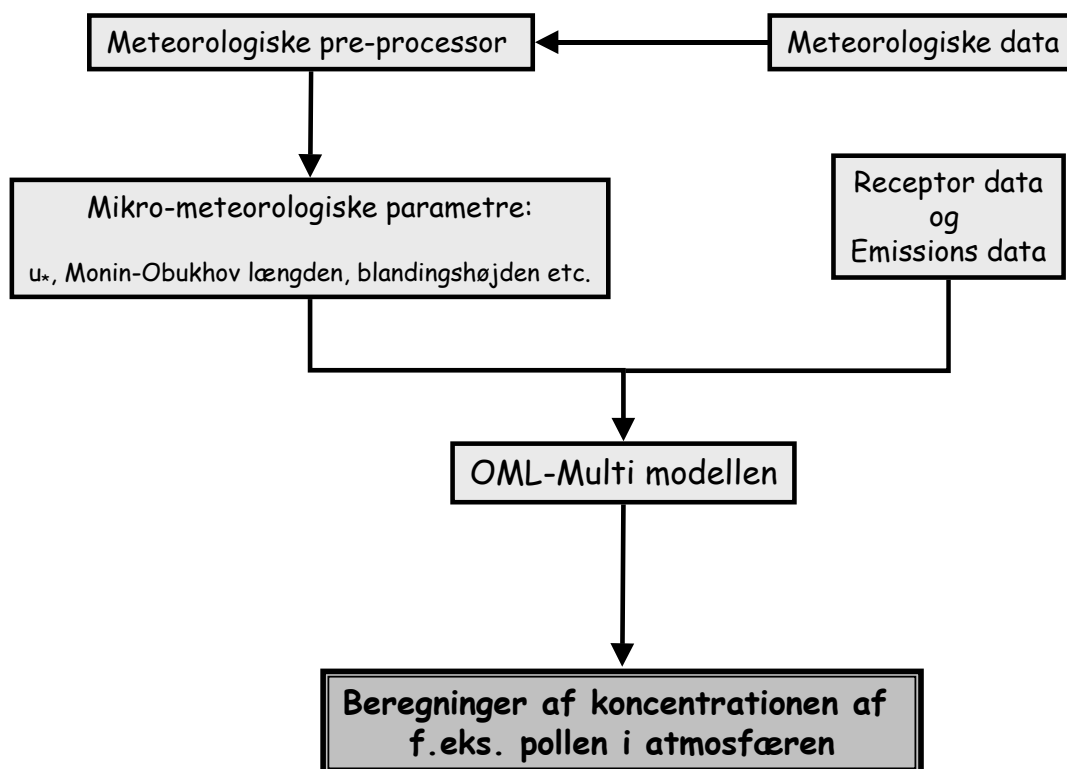 Meteorologiske pre-processor
Meteorologiske data
Mikro-meteorologiske parametre:
u*, Monin-Obukhov længden, blandingshøjden etc.
Receptor data
og
Emissions data
OML-Multi modellen
Beregninger af koncentrationen af
f.eks. pollen i atmosfæren